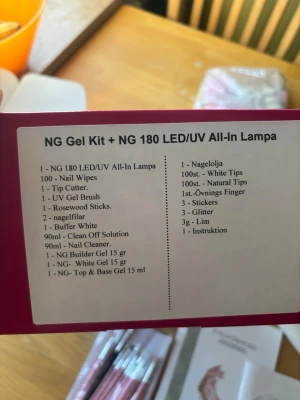 NG Gel Kit + NG 180 LED/UV All-In Lampa
1 - NG 180 LED/UV All-In Lampa
100 - Nail Wipes
1 - Tip Cutter.
1 - UV Gel Brush
1 - Rosewood Sticks.
2 - nagelfilar
1 - Buffer White
90ml - Clean Off Solution
90ml - Nail Cleaner.
1 - NG Builder Gel 15 gr
1 - NG- White Gel 15 gr
1 - NG- Top & Base Gel 15 ml
1 - Nagelolja
100st. - White Tips
100st. - Natural Tips
1st.-Övnings Finger
3 - Stickers
3 - Glitter
3g - Lim
1 - Instruktion